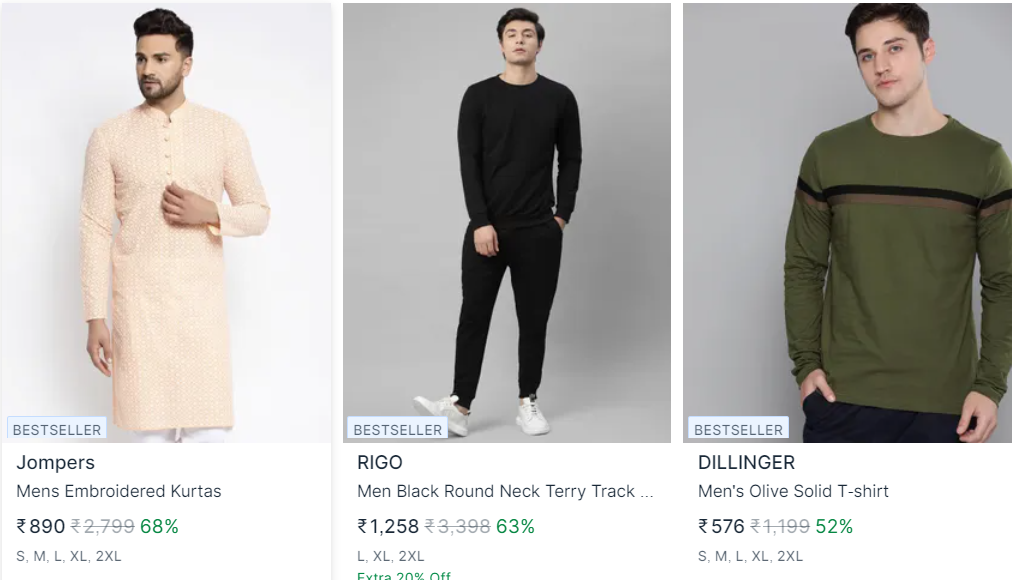 BESTSELLER
Jompers
Mens Embroidered Kurtas
₹890 ₹2,799 68%
S, M, L, XL, 2XL
BESTSELLER
RIGO
Men Black Round Neck Terry Track ...
₹1,258 ₹3,398 63%
L, XL, 2XL
Extra 20% Off
BESTSELLER
DILLINGER
Men's Olive Solid T-shirt
₹576 ₹1,199 52%
S, M, L, XL, 2XL